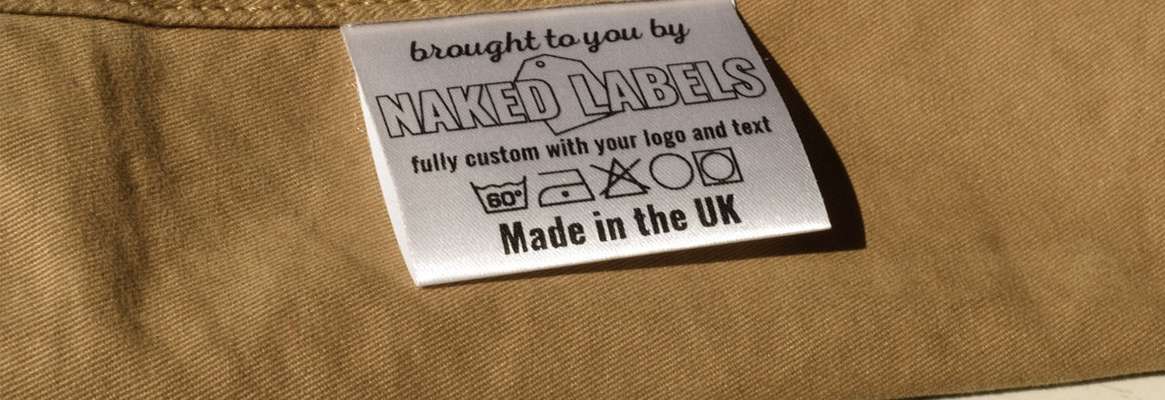 brought to you by
NAKED LABELS
fully custom with your logo and text
60°
Made in the UK